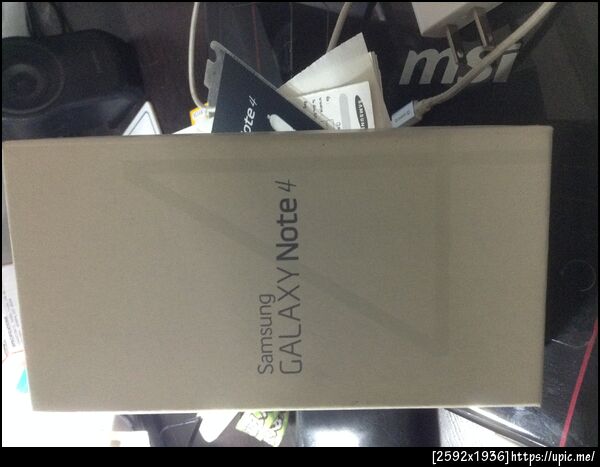 msi
Note 4
SAMSUNG
Samsung
GALAXY Note 4
[2592x1936]https://upic.me/